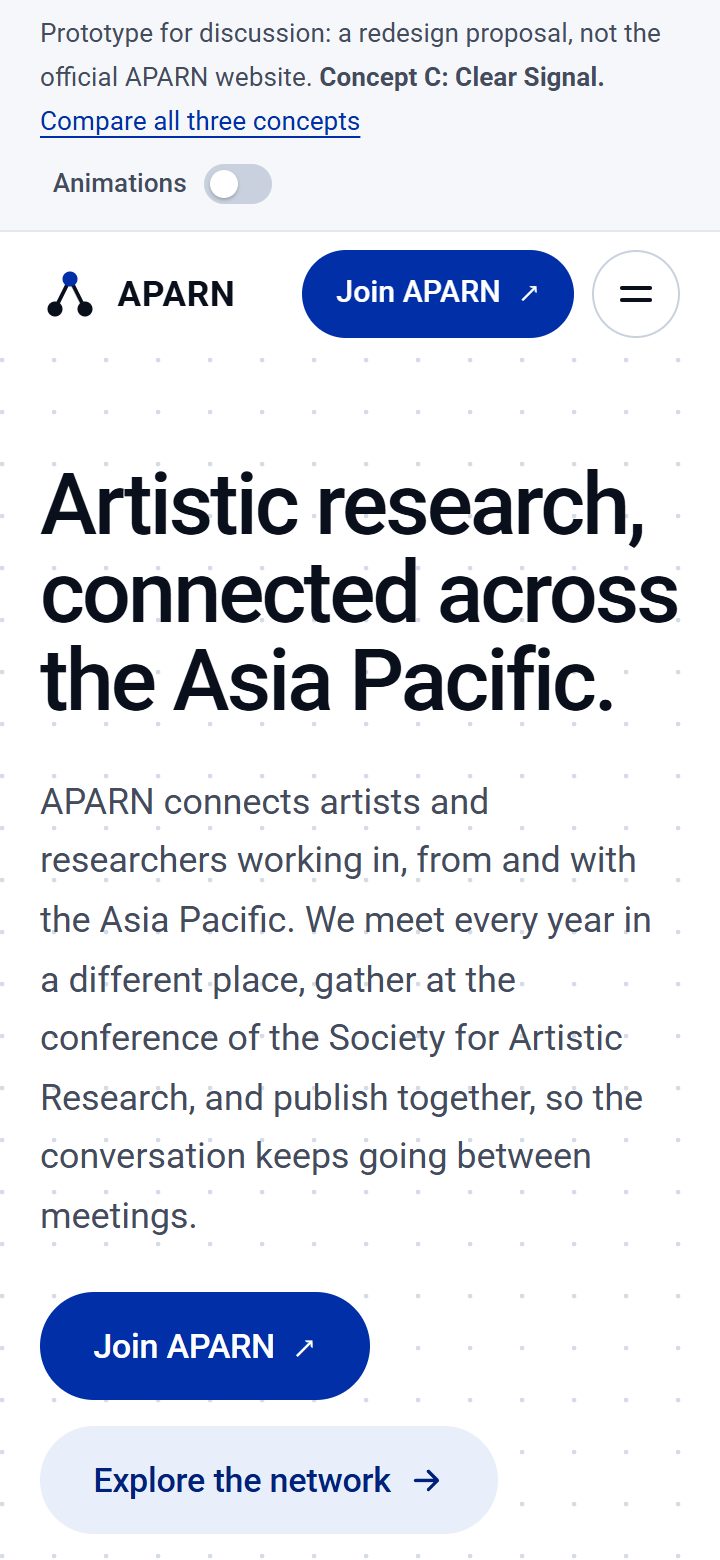 Prototype for discussion: a redesign proposal, not the
official APARN website. Concept C: Clear Signal.
Compare all three concepts
Animations
APARN
Join APARN ↗
Artistic research,
connected across
the Asia Pacific.
APARN connects artists and
researchers working in, from and with
the Asia Pacific. We meet every year in
a different place, gather at the
conference of the Society for Artistic
Research, and publish together, so the
conversation keeps going between
meetings.
Join APARN ↗
Explore the network →